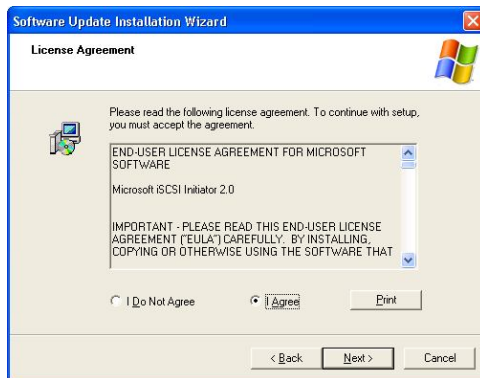 Software Update Installation Wizard
License Agreement
Please read the following license agreement. To continue with setup,
you must accept the agreement.
END-USER LICENSE AGREEMENT FOR MICROSOFT
SOFTWARE
Microsoft iSCSI Initiator 2.0
IMPORTANT - PLEASE READ THIS END-USER LICENSE
AGREEMENT ("EULA") CAREFULLY. BY INSTALLING,
COPYING OR OTHERWISE USING THE SOFTWARE THAT
I Do Not Agree
I Agree
Print
< Back
Next >
Cancel